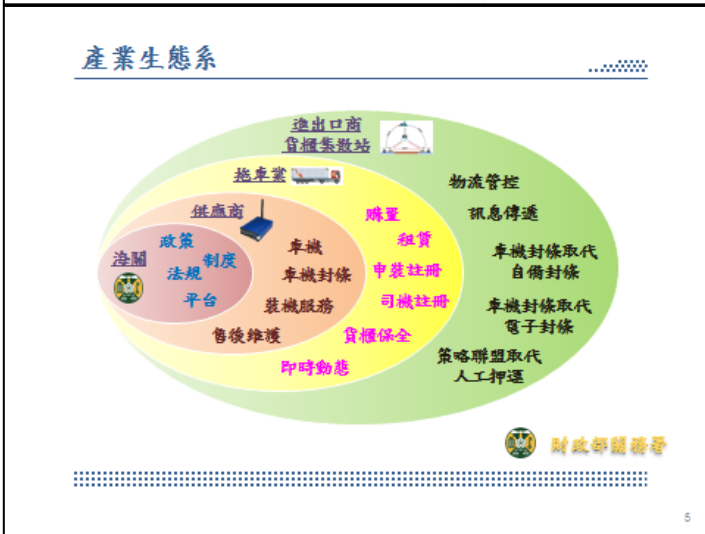 產業生態系
進出口商
貨櫃集散站
拖車業
供應商
海關
政策
制度
法規
平台
車機
車機封條
裝機服務
售後維護
購置
租賃
申裝註冊
司機註冊
貨櫃保全
即時動態
物流管控
訊息傳遞
車機封條取代
自備封條
車機封條取代
電子封條
策略聯盟取代
人工押運
財政部關務署
5